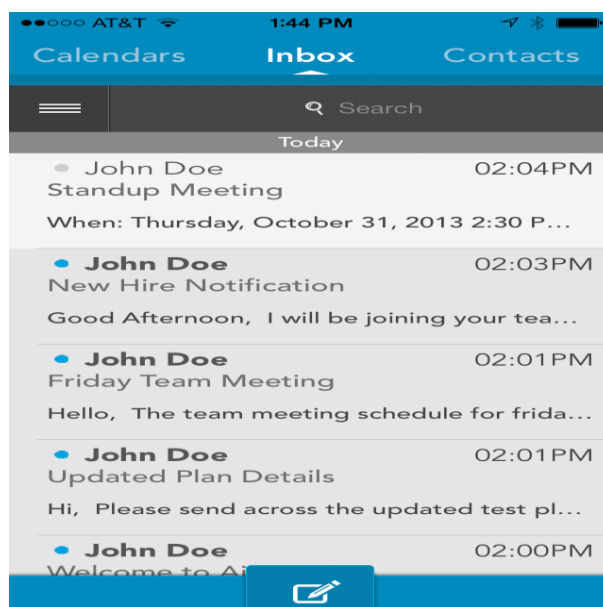 AT&T 1:44 PM
Calendars Inbox Contacts
Search
Today
John Doe 02:04PM
Standup Meeting
When: Thursday, October 31, 2013 2:30 P...
John Doe 02:03PM
New Hire Notification
Good Afternoon, I will be joining your tea...
John Doe 02:01PM
Friday Team Meeting
Hello, The team meeting schedule for frida...
John Doe 02:01PM
Updated Plan Details
Hi, Please send across the updated test pl...
John Doe 02:00PM
Welcome to